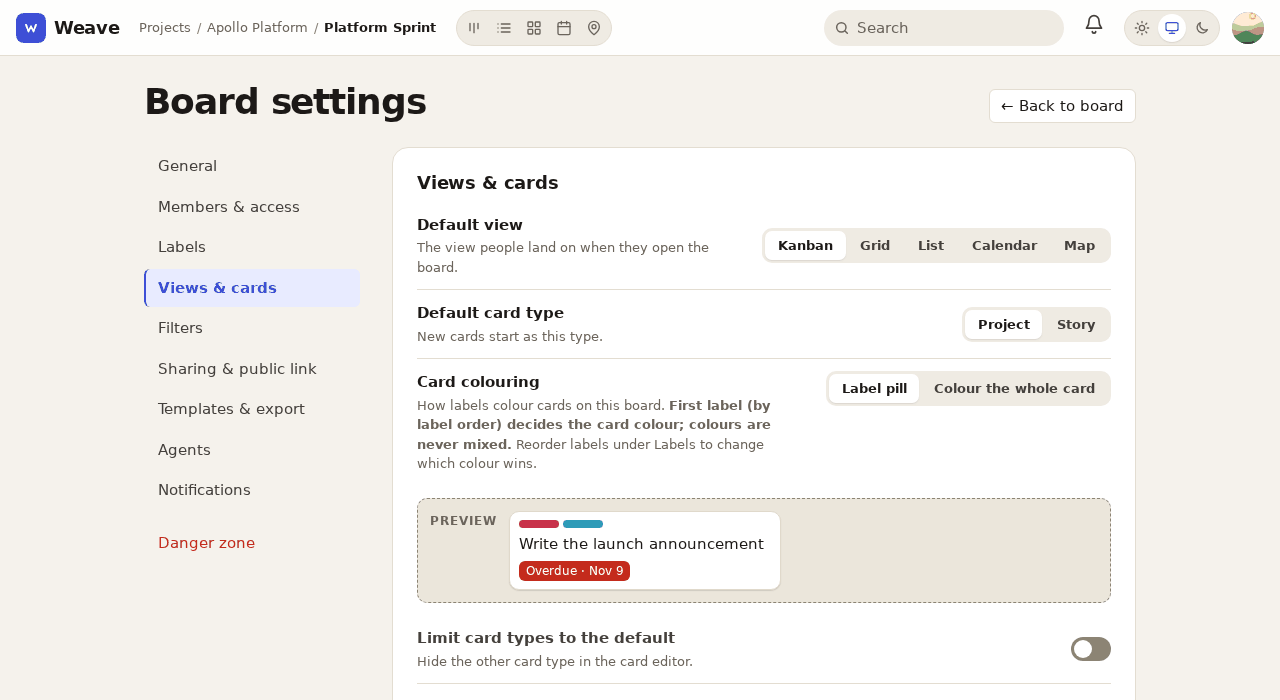 Weave
Projects / Apollo Platform / Platform Sprint
Search
Board settings
← Back to board
General
Members & access
Labels
Views & cards
Filters
Sharing & public link
Templates & export
Agents
Notifications
Danger zone
Views & cards
Default view
The view people land on when they open the
board.
Kanban Grid List Calendar Map
Default card type
New cards start as this type.
Project Story
Card colouring
How labels colour cards on this board. First label (by
label order) decides the card colour; colours are
never mixed. Reorder labels under Labels to change
which colour wins.
Label pill Colour the whole card
PREVIEW
Write the launch announcement
Overdue · Nov 9
Limit card types to the default
Hide the other card type in the card editor.